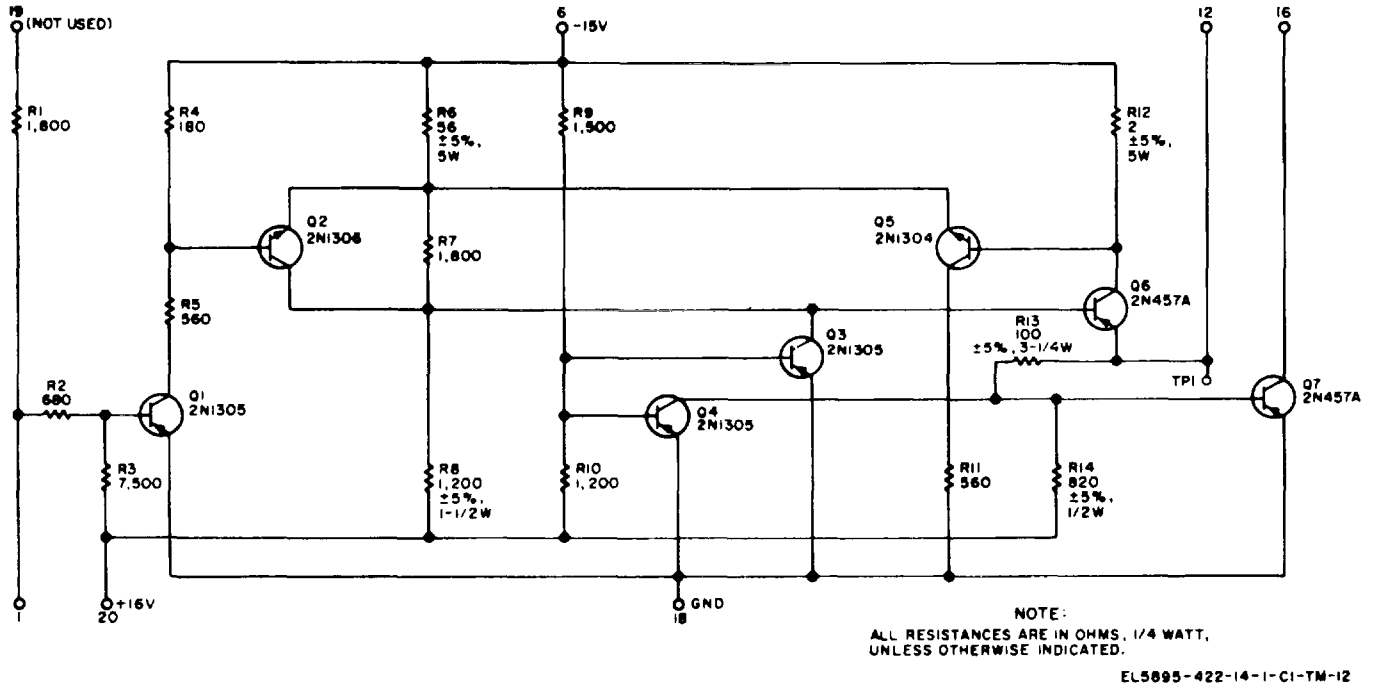 19
(NOT USED)
6
-15V
12
16
R1
1,800
R4
180
R6
56
±5%,
5W
R9
1,500
R12
2
±5%,
5W
Q2
2N1306
R7
1,800
Q5
2N1304
R5
560
Q6
2N457A
R13
100
±5%, 3-1/4W
Q3
2N1305
TP1
R2
680
Q1
2N1305
Q4
2N1305
Q7
2N457A
R3
7,500
R8
1,200
±5%,
1-1/2W
R10
1,200
R11
560
R14
820
±5%,
1/2W
1
20
+16V
18
GND
NOTE:
ALL RESISTANCES ARE IN OHMS, 1/4 WATT,
UNLESS OTHERWISE INDICATED.
EL5895-422-14-1-C1-TM-12